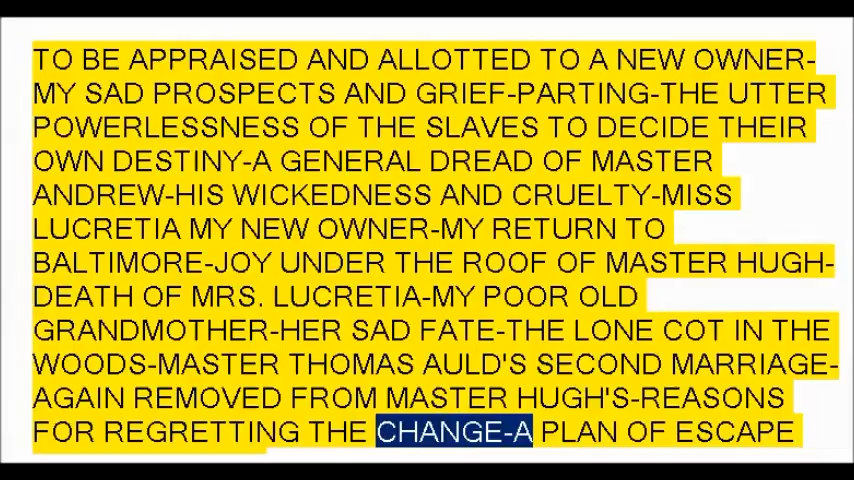 TO BE APPRAISED AND ALLOTTED TO A NEW OWNER-
MY SAD PROSPECTS AND GRIEF-PARTING-THE UTTER
POWERLESSNESS OF THE SLAVES TO DECIDE THEIR
OWN DESTINY-A GENERAL DREAD OF MASTER
ANDREW-HIS WICKEDNESS AND CRUELTY-MISS
LUCRETIA MY NEW OWNER-MY RETURN TO
BALTIMORE-JOY UNDER THE ROOF OF MASTER HUGH-
DEATH OF MRS. LUCRETIA-MY POOR OLD
GRANDMOTHER-HER SAD FATE-THE LONE COT IN THE
WOODS-MASTER THOMAS AULD'S SECOND MARRIAGE-
AGAIN REMOVED FROM MASTER HUGH'S-REASONS
FOR REGRETTING THE CHANGE-A PLAN OF ESCAPE